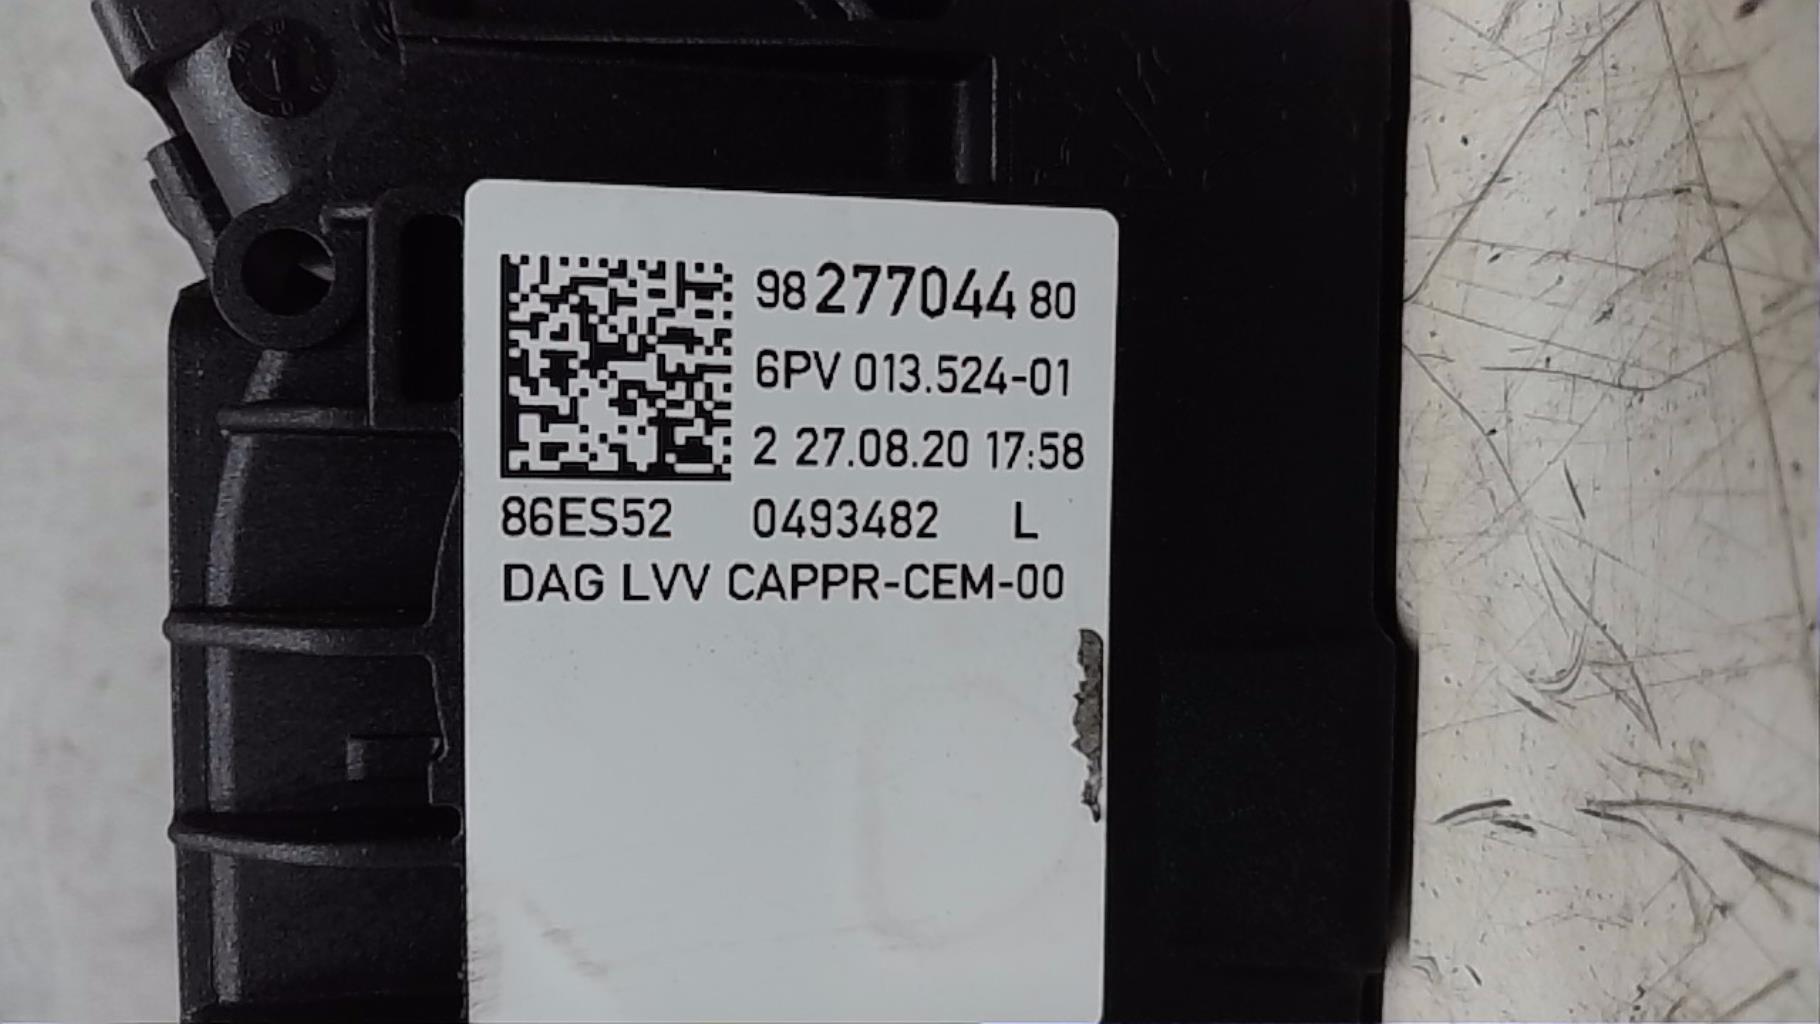 98 277044 80
6PV 013.524-01
2 27.08.20 17:58
86ES52 0493482 L
DAG LVV CAPPR-CEM-00